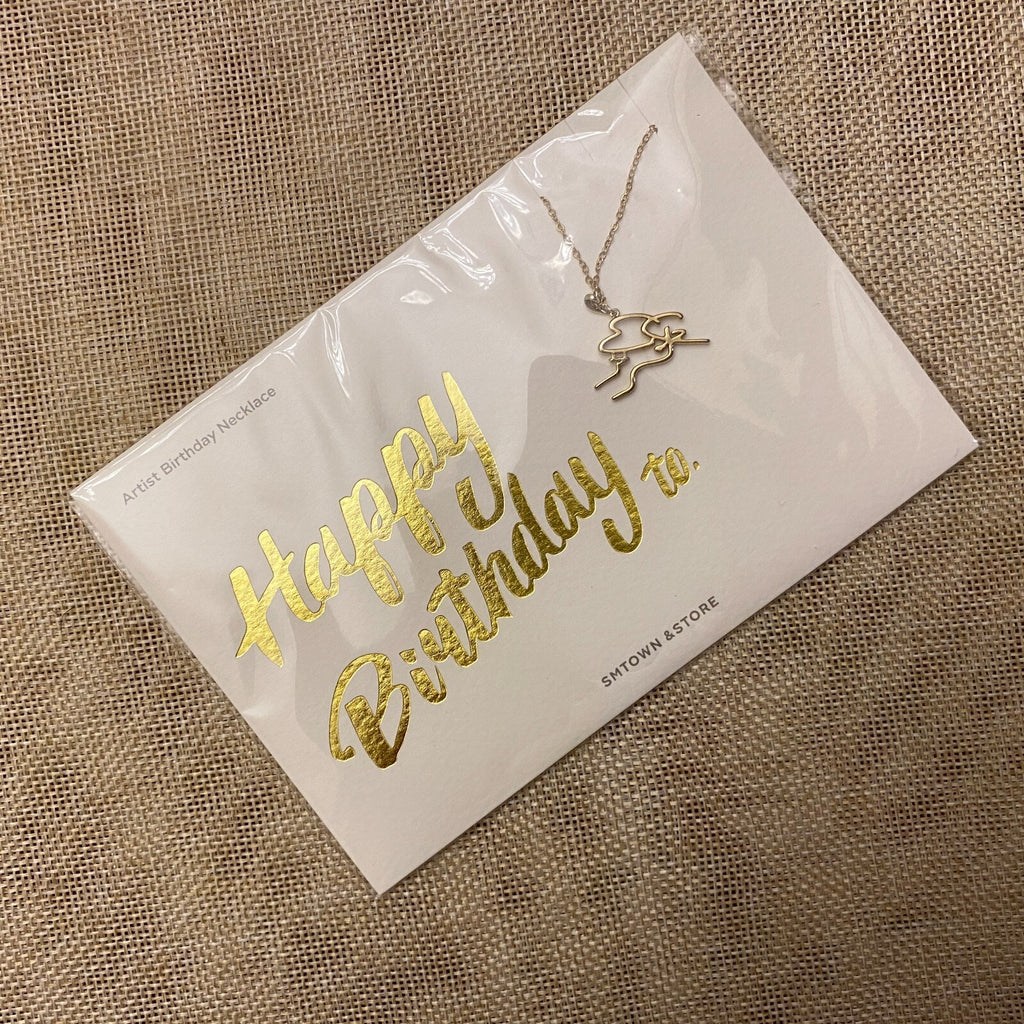 Artist Birthday Necklace
Happy
Birthday to.
SMTOWN &STORE